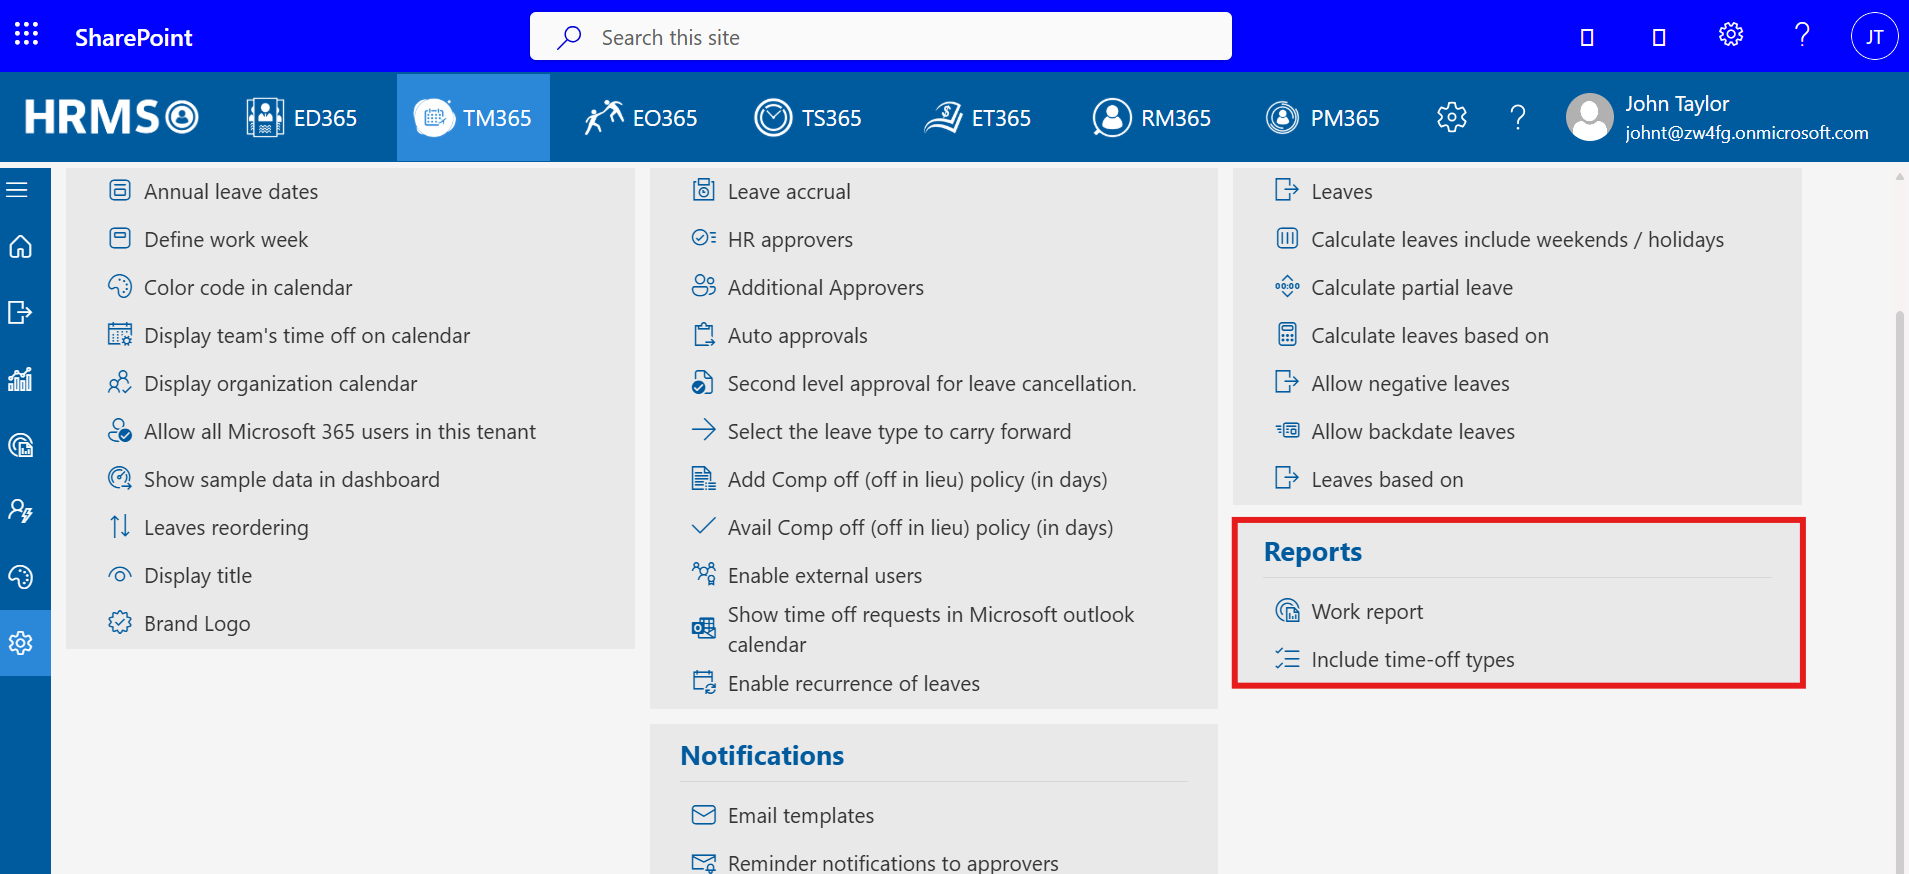 SharePoint
Search this site
JT
HRMS
ED365
TM365
EO365
TS365
ET365
RM365
PM365
John Taylor
johnt@zw4fg.onmicrosoft.com
Annual leave dates
Define work week
Color code in calendar
Display team's time off on calendar
Display organization calendar
Allow all Microsoft 365 users in this tenant
Show sample data in dashboard
Leaves reordering
Display title
Brand Logo
Leave accrual
HR approvers
Additional Approvers
Auto approvals
Second level approval for leave cancellation.
Select the leave type to carry forward
Add Comp off (off in lieu) policy (in days)
Avail Comp off (off in lieu) policy (in days)
Enable external users
Show time off requests in Microsoft outlook
calendar
Enable recurrence of leaves
Notifications
Email templates
Reminder notifications to approvers
Leaves
Calculate leaves include weekends / holidays
Calculate partial leave
Calculate leaves based on
Allow negative leaves
Allow backdate leaves
Leaves based on
Reports
Work report
Include time-off types